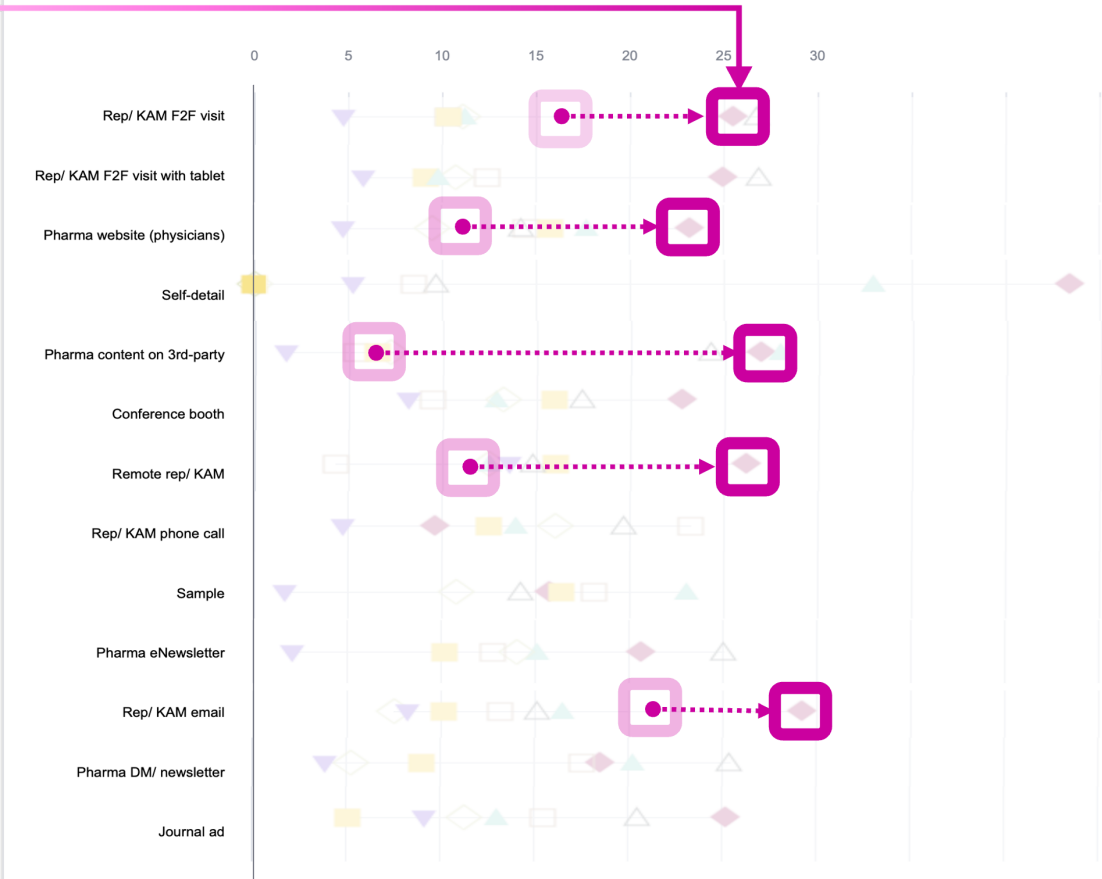 0 5 10 15 20 25 30
Rep/ KAM F2F visit
Rep/ KAM F2F visit with tablet
Pharma website (physicians)
Self-detail
Pharma content on 3rd-party
Conference booth
Remote rep/ KAM
Rep/ KAM phone call
Sample
Pharma eNewsletter
Rep/ KAM email
Pharma DM/ newsletter
Journal ad